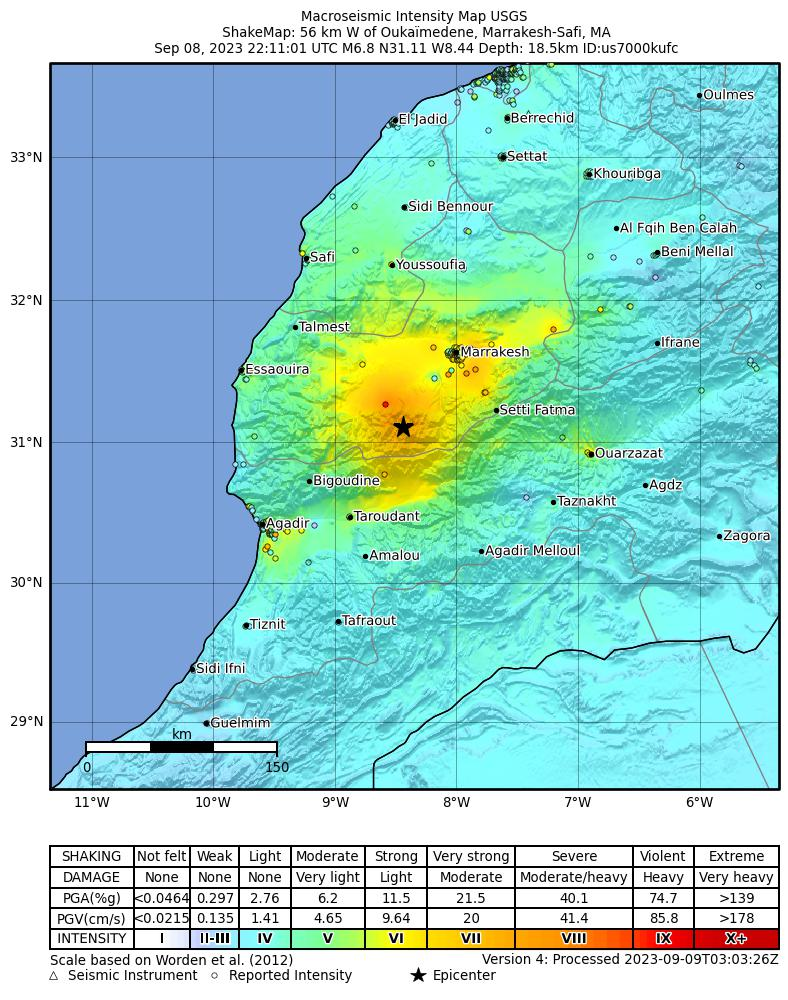 Macroseismic Intensity Map USGS
ShakeMap: 56 km W of Oukaïmedene, Marrakesh-Safi, MA
Sep 08, 2023 22:11:01 UTC M6.8 N31.11 W8.44 Depth: 18.5km ID:us7000kufc
Oulmes
El Jadid
Berrechid
33°N
Settat
Khouribga
Sidi Bennour
Al Fqih Ben Calah
Beni Mellal
Safi
Youssoufia
32°N
Talmest
Ifrane
Marrakesh
Essaouira
Setti Fatma
31°N
Ouarzazat
Bigoudine
Agdz
Taznakht
Taroudant
Agadir
Zagora
Agadir Melloul
Amalou
30°N
Tafraout
Tiznit
Sidi Ifni
29°N
Guelmim
km
0 150
11°W 10°W 9°W 8°W 7°W 6°W
SHAKING Not felt Weak Light Moderate Strong Very strong Severe Violent Extreme
DAMAGE None None None Very light Light Moderate Moderate/heavy Heavy Very heavy
PGA(%g) <0.0464 0.297 2.76 6.2 11.5 21.5 40.1 74.7 >139
PGV(cm/s) <0.0215 0.135 1.41 4.65 9.64 20 41.4 85.8 >178
INTENSITY I II-III IV V VI VII VIII IX X+
Scale based on Worden et al. (2012) Version 4: Processed 2023-09-09T03:03:26Z
△ Seismic Instrument ○ Reported Intensity ★ Epicenter